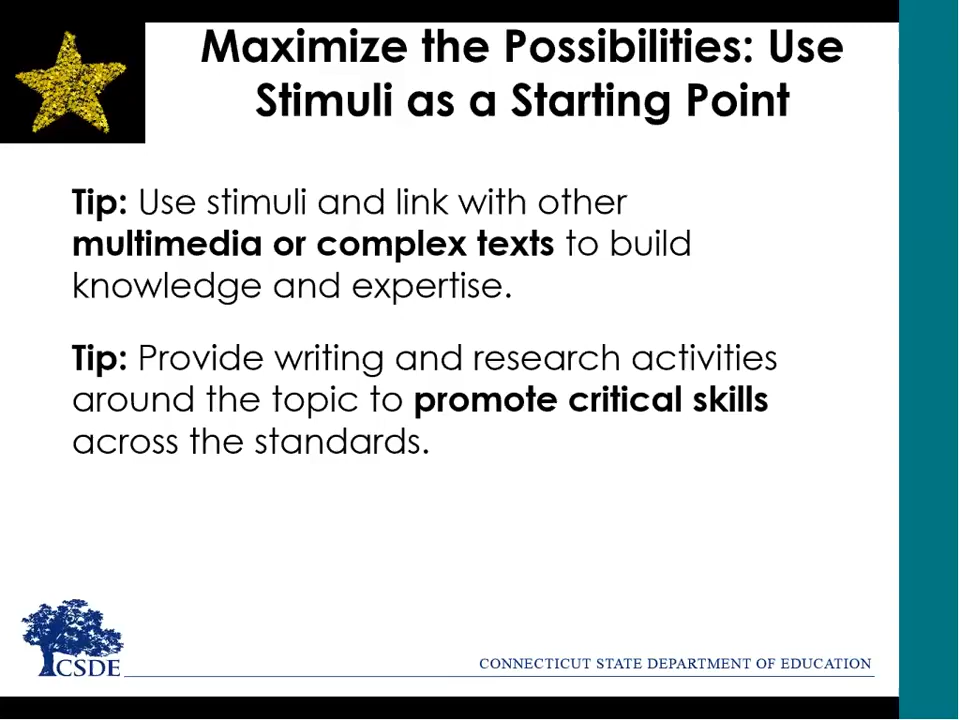 Maximize the Possibilities: Use
Stimuli as a Starting Point
Tip: Use stimuli and link with other
multimedia or complex texts to build
knowledge and expertise.
Tip: Provide writing and research activities
around the topic to promote critical skills
across the standards.
CSDE
CONNECTICUT STATE DEPARTMENT OF EDUCATION